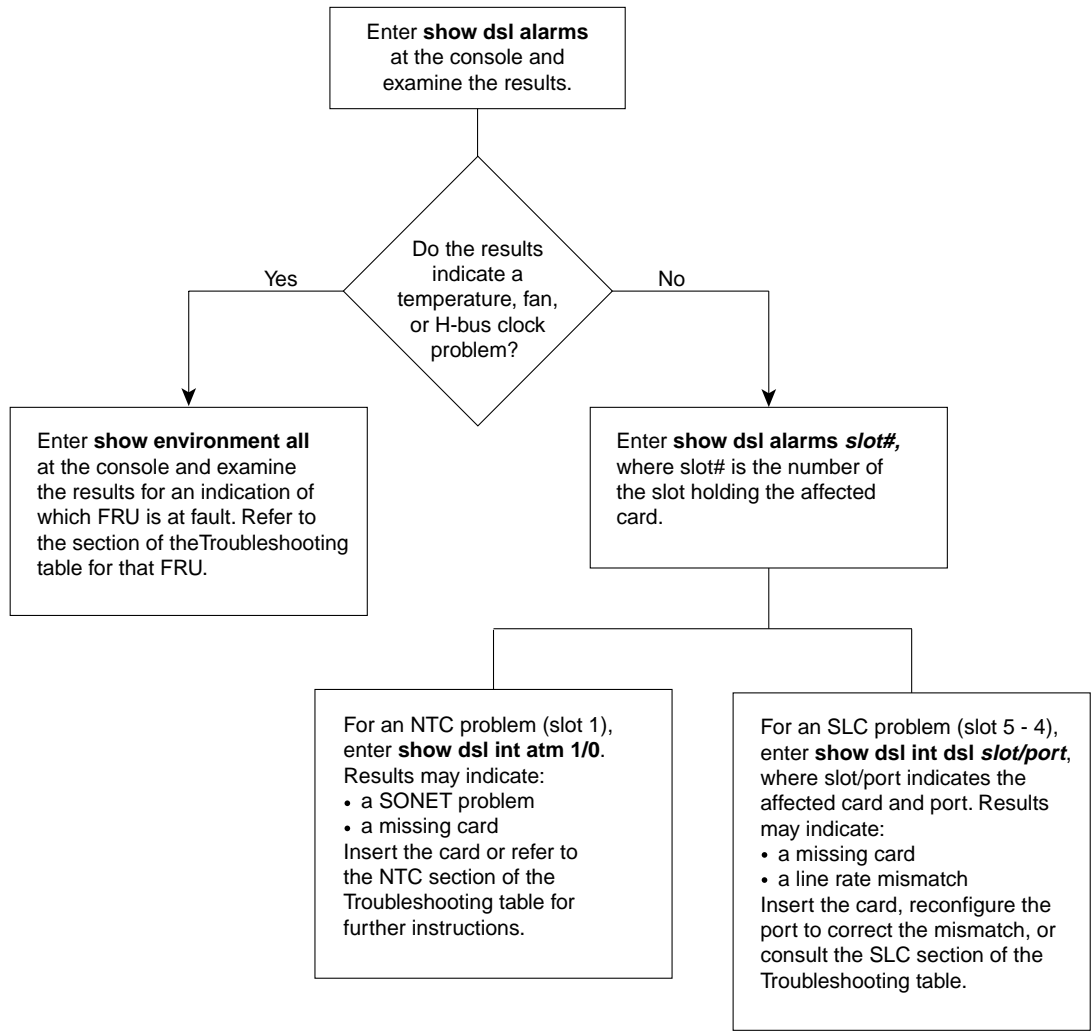 Enter show dsl alarms
at the console and
examine the results.
Do the results
indicate a
temperature, fan,
or H-bus clock
problem?
Yes
No
Enter show environment all
at the console and examine
the results for an indication of
which FRU is at fault. Refer to
the section of theTroubleshooting
table for that FRU.
Enter show dsl alarms slot#,
where slot# is the number of
the slot holding the affected
card.
For an NTC problem (slot 1),
enter show dsl int atm 1/0.
Results may indicate:
• a SONET problem
• a missing card
Insert the card or refer to
the NTC section of the
Troubleshooting table for
further instructions.
For an SLC problem (slot 5 - 4),
enter show dsl int dsl slot/port,
where slot/port indicates the
affected card and port. Results
may indicate:
• a missing card
• a line rate mismatch
Insert the card, reconfigure the
port to correct the mismatch, or
consult the SLC section of the
Troubleshooting table.